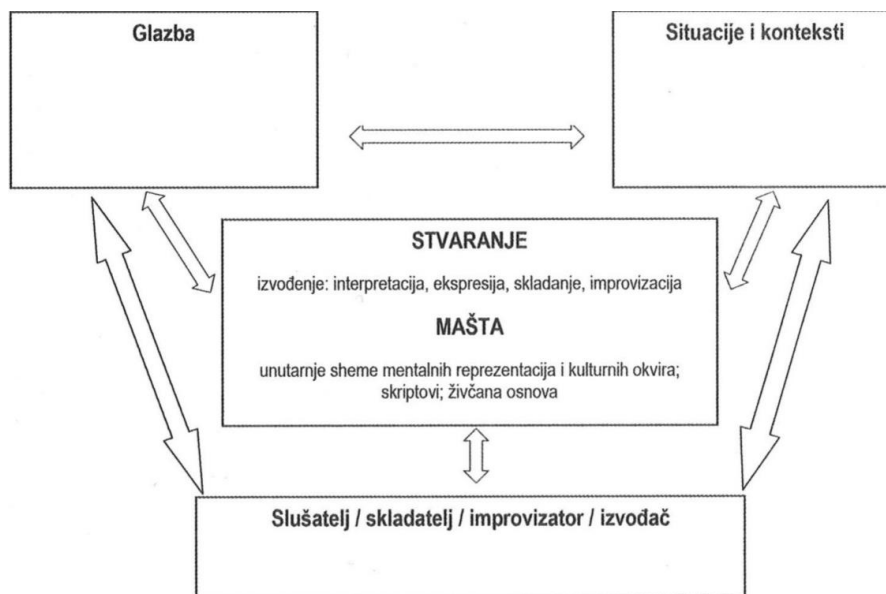 Glazba
Situacije i konteksti
STVARANJE
izvođenje: interpretacija, ekspresija, skladanje, improvizacija
MAŠTA
unutarnje sheme mentalnih reprezentacija i kulturnih okvira;
skriptovi; živčana osnova
Slušatelj / skladatelj / improvizator / izvođač